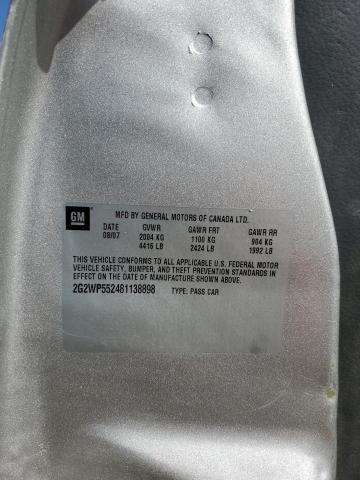 GM
MFD BY GENERAL MOTORS OF CANADA LTD.
DATE GVWR GAWR FRT GAWR RR
08/07 2004 KG 1100 KG 904 KG
4416 LB 2424 LB 1992 LB
THIS VEHICLE CONFORMS TO ALL APPLICABLE U.S. FEDERAL MOTOR
VEHICLE SAFETY, BUMPER, AND THEFT PREVENTION STANDARDS
IN EFFECT ON THE DATE OF MANUFACTURE SHOWN ABOVE.
2G2WP552481138898 TYPE: PASS CAR